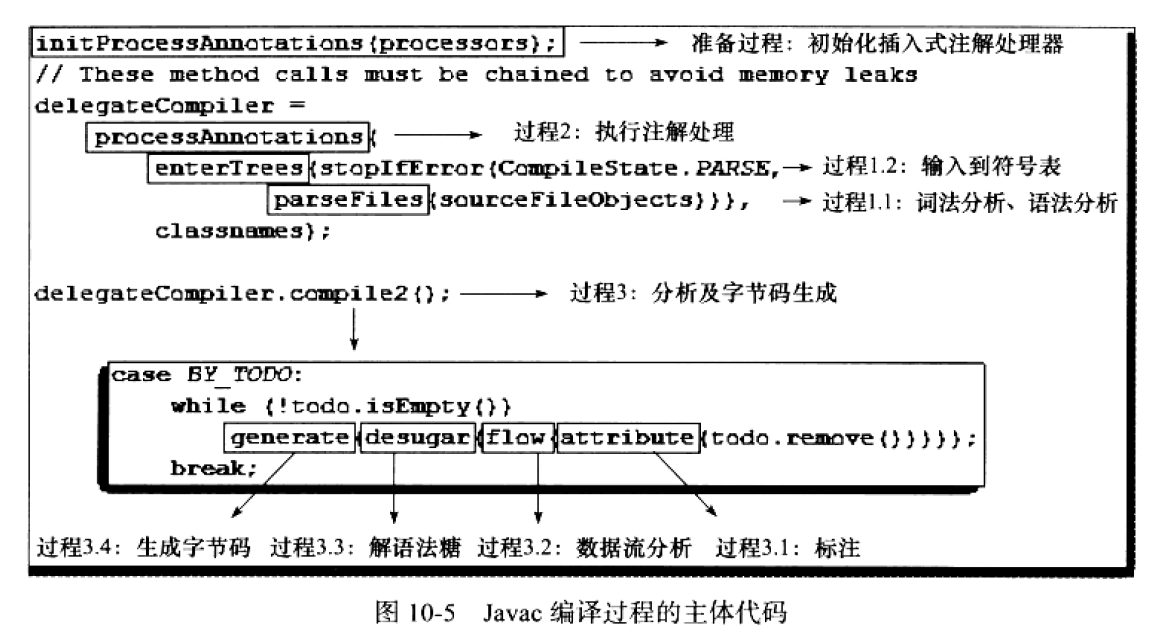 initProcessAnnotations(processors); 准备过程：初始化插入式注解处理器
// These method calls must be chained to avoid memory leaks
delegateCompiler =
processAnnotations( 过程2：执行注解处理
enterTrees(stopIfError(CompileState.PARSE, 过程1.2：输入到符号表
parseFiles(sourceFileObjects))), 过程1.1：词法分析、语法分析
classnames);
delegateCompiler.compile2(); 过程3：分析及字节码生成
case BY_TODO:
while (!todo.isEmpty())
generate(desugar(flow(attribute(todo.remove()))));
break;
过程3.4：生成字节码 过程3.3：解语法糖 过程3.2：数据流分析 过程3.1：标注
图 10-5 Javac 编译过程的主体代码